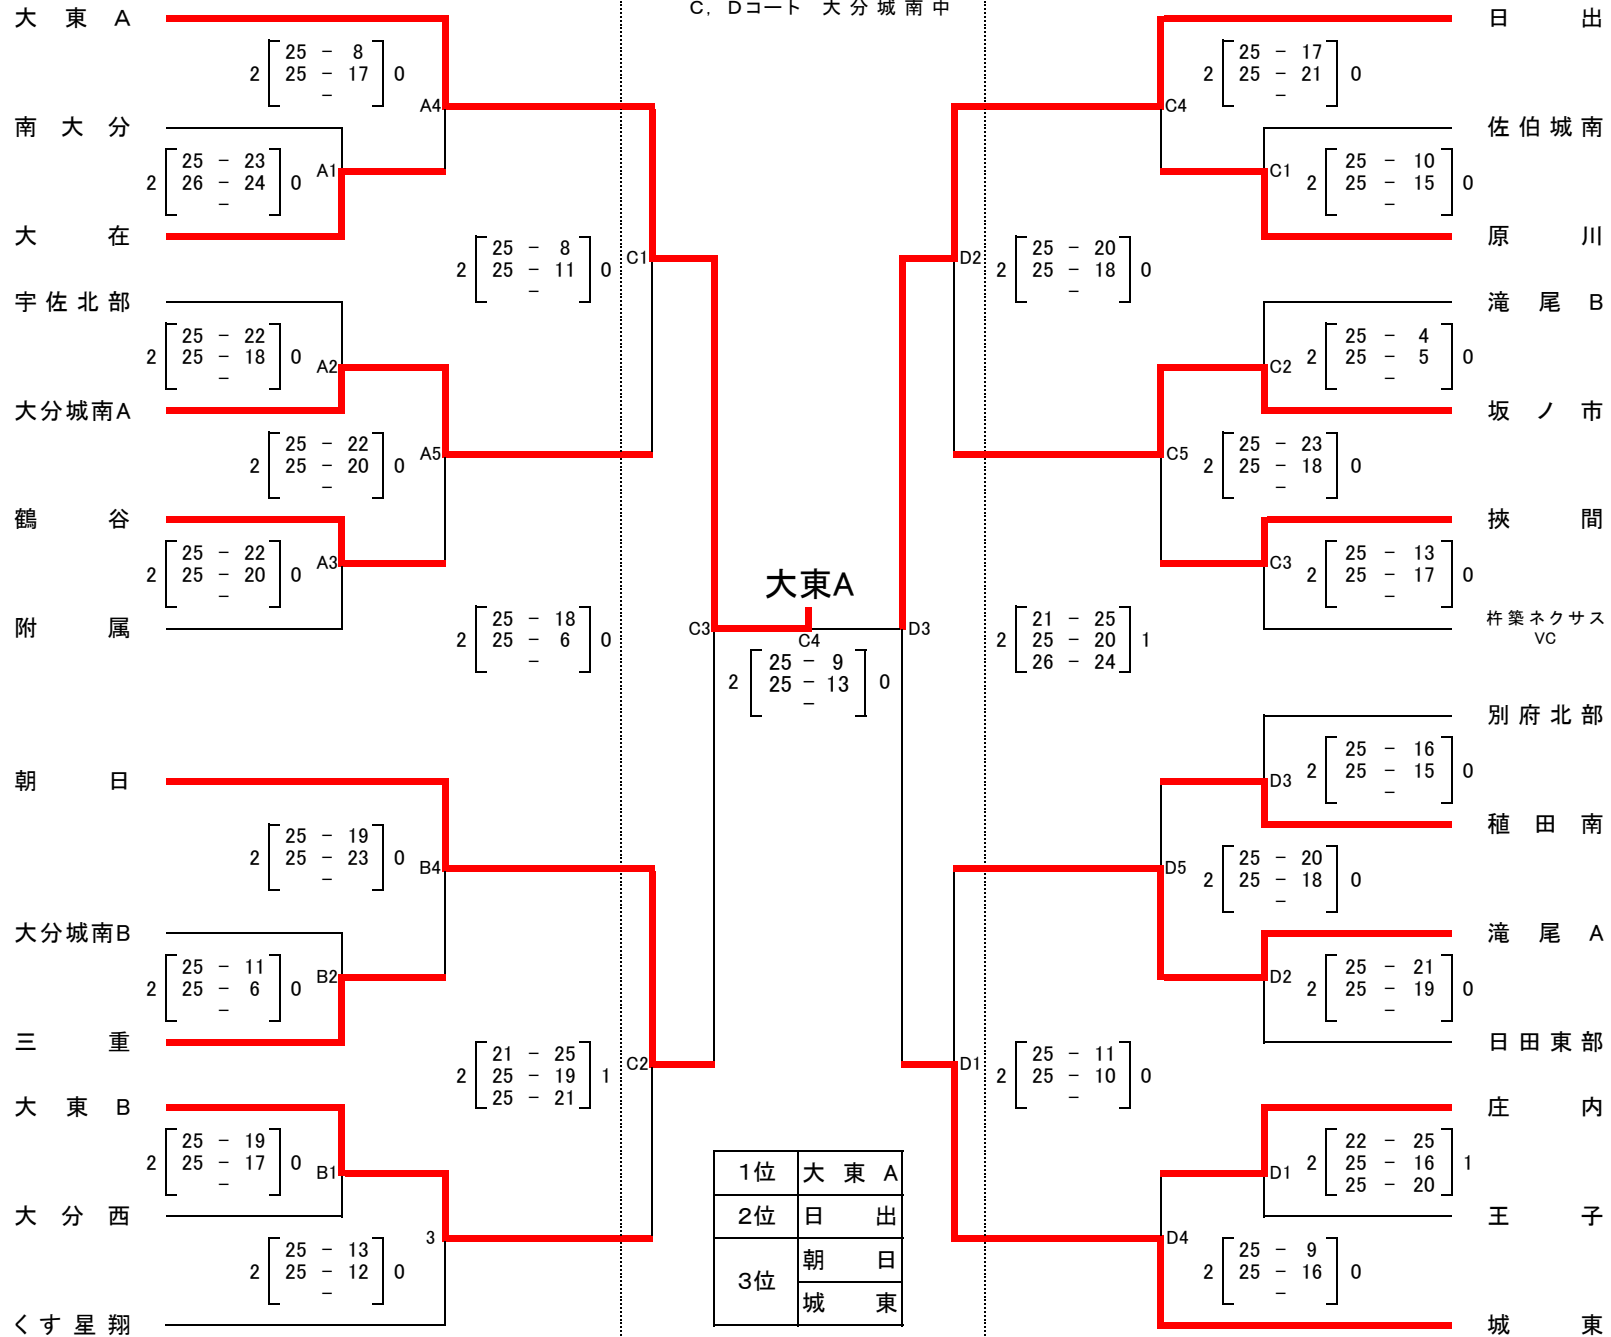 C, Dコート 大分城南中
大東A
2 25 - 8 0
25 - 17
-
A4
南大分
2 25 - 23 0
26 - 24
-
A1
大在
2 25 - 8 0
25 - 11
-
C1
宇佐北部
2 25 - 22 0
25 - 18
-
A2
大分城南A
2 25 - 22 0
25 - 20
-
A5
鶴谷
2 25 - 22 0
25 - 20
-
A3
附属
2 25 - 18 0
25 - 6
-
C3
朝日
2 25 - 19 0
25 - 23
-
B4
大分城南B
2 25 - 11 0
25 - 6
-
B2
三重
2 21 - 25 1
25 - 19
25 - 21
C2
大東B
2 25 - 19 0
25 - 17
-
B1
大分西
3
2 25 - 13 0
25 - 12
-
くす星翔
大東A
C4
2 25 - 9 0
25 - 13
-
1位 大東A
2位 日出
3位 朝日
城東
日出
2 25 - 17 0
25 - 21
-
C4
佐伯城南
C1
2 25 - 10 0
25 - 15
-
原川
D2
2 25 - 20 0
25 - 18
-
滝尾B
C2
2 25 - 4 0
25 - 5
-
坂ノ市
C5
2 25 - 23 0
25 - 18
-
挾間
C3
2 25 - 13 0
25 - 17
-
杵築ネクサス
VC
D3
2 21 - 25 1
25 - 20
26 - 24
別府北部
D3
2 25 - 16 0
25 - 15
-
稙田南
D5
2 25 - 20 0
25 - 18
-
滝尾A
D2
2 25 - 21 0
25 - 19
-
日田東部
D1
2 25 - 11 0
25 - 10
-
庄内
D1
2 22 - 25 1
25 - 16
25 - 20
王子
D4
2 25 - 9 0
25 - 16
-
城東